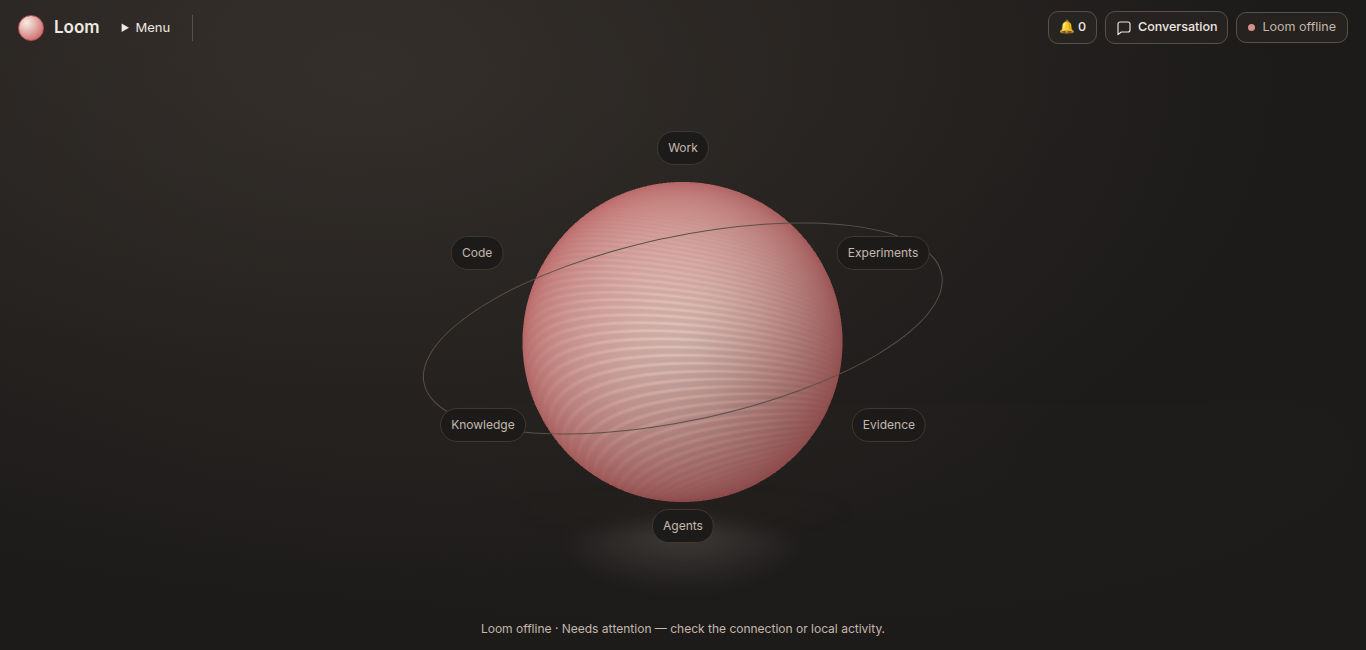 Loom
Menu
🔔 0
Conversation
Loom offline
Work
Code
Experiments
Knowledge
Evidence
Agents
Loom offline · Needs attention — check the connection or local activity.